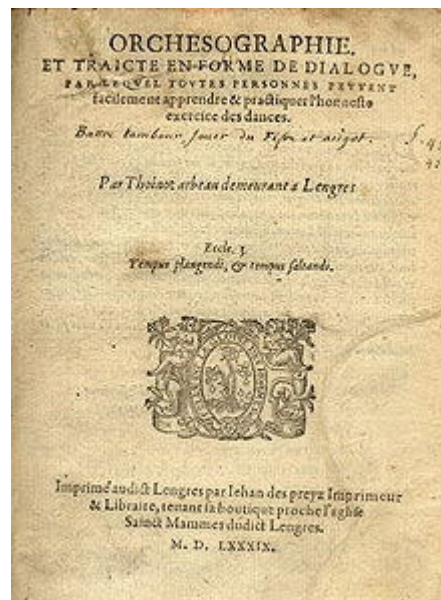 ORCHESOGRAPHIE.
ET TRAICTE EN FORME DE DIALOGVE,
PAR LEQVEL TOVTES PERSONNES PEVVENT
facilement apprendre & practiquer l'honneste
exercice des dances.
Batre tambour Jouer du fifre et arigot.
Par Thoinot arbeau demeurant a Lengres
Eccle. 3
Tempus plangendi, & tempus saltandi.
Imprimé audict Lengres par Iehan des preyz Imprimeur
& Libraire, tenant sa boutique proche l'eglise
Sainct Mammes dudict Lengres.
M. D. LXXXIX.